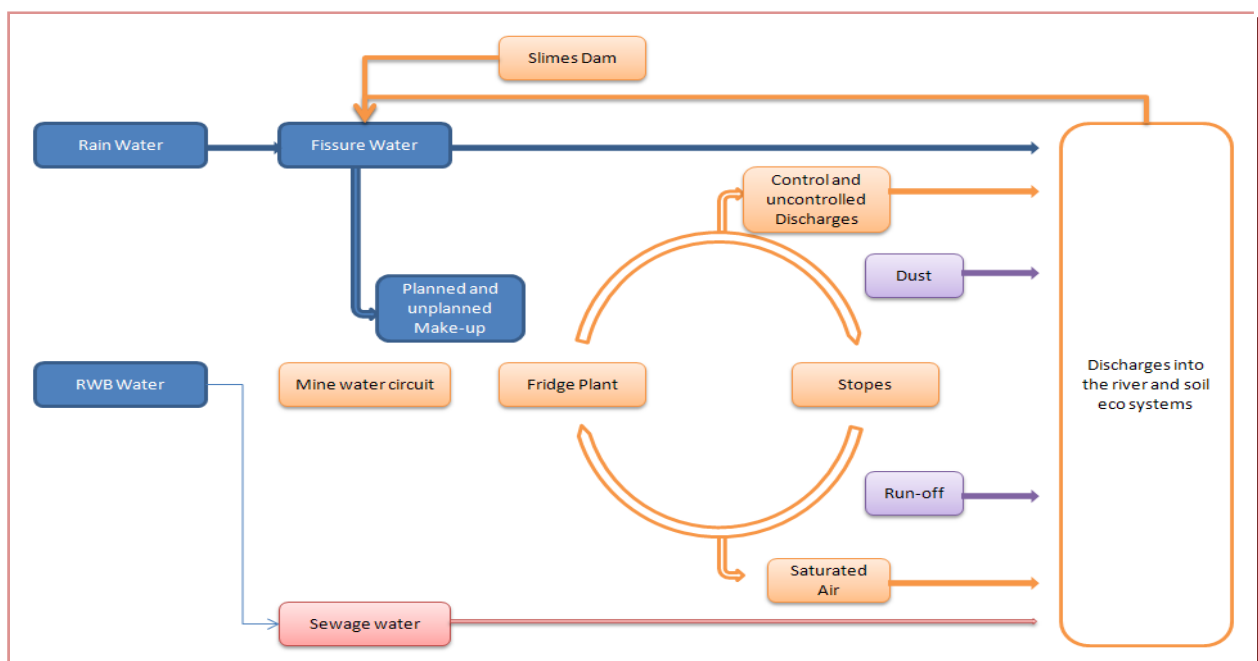 Slimes Dam
Rain Water
Fissure Water
Control and
uncontrolled
Discharges
Dust
Planned and
unplanned
Make-up
RWB Water
Mine water circuit
Fridge Plant
Stopes
Discharges into
the river and soil
eco systems
Run-off
Saturated
Air
Sewage water